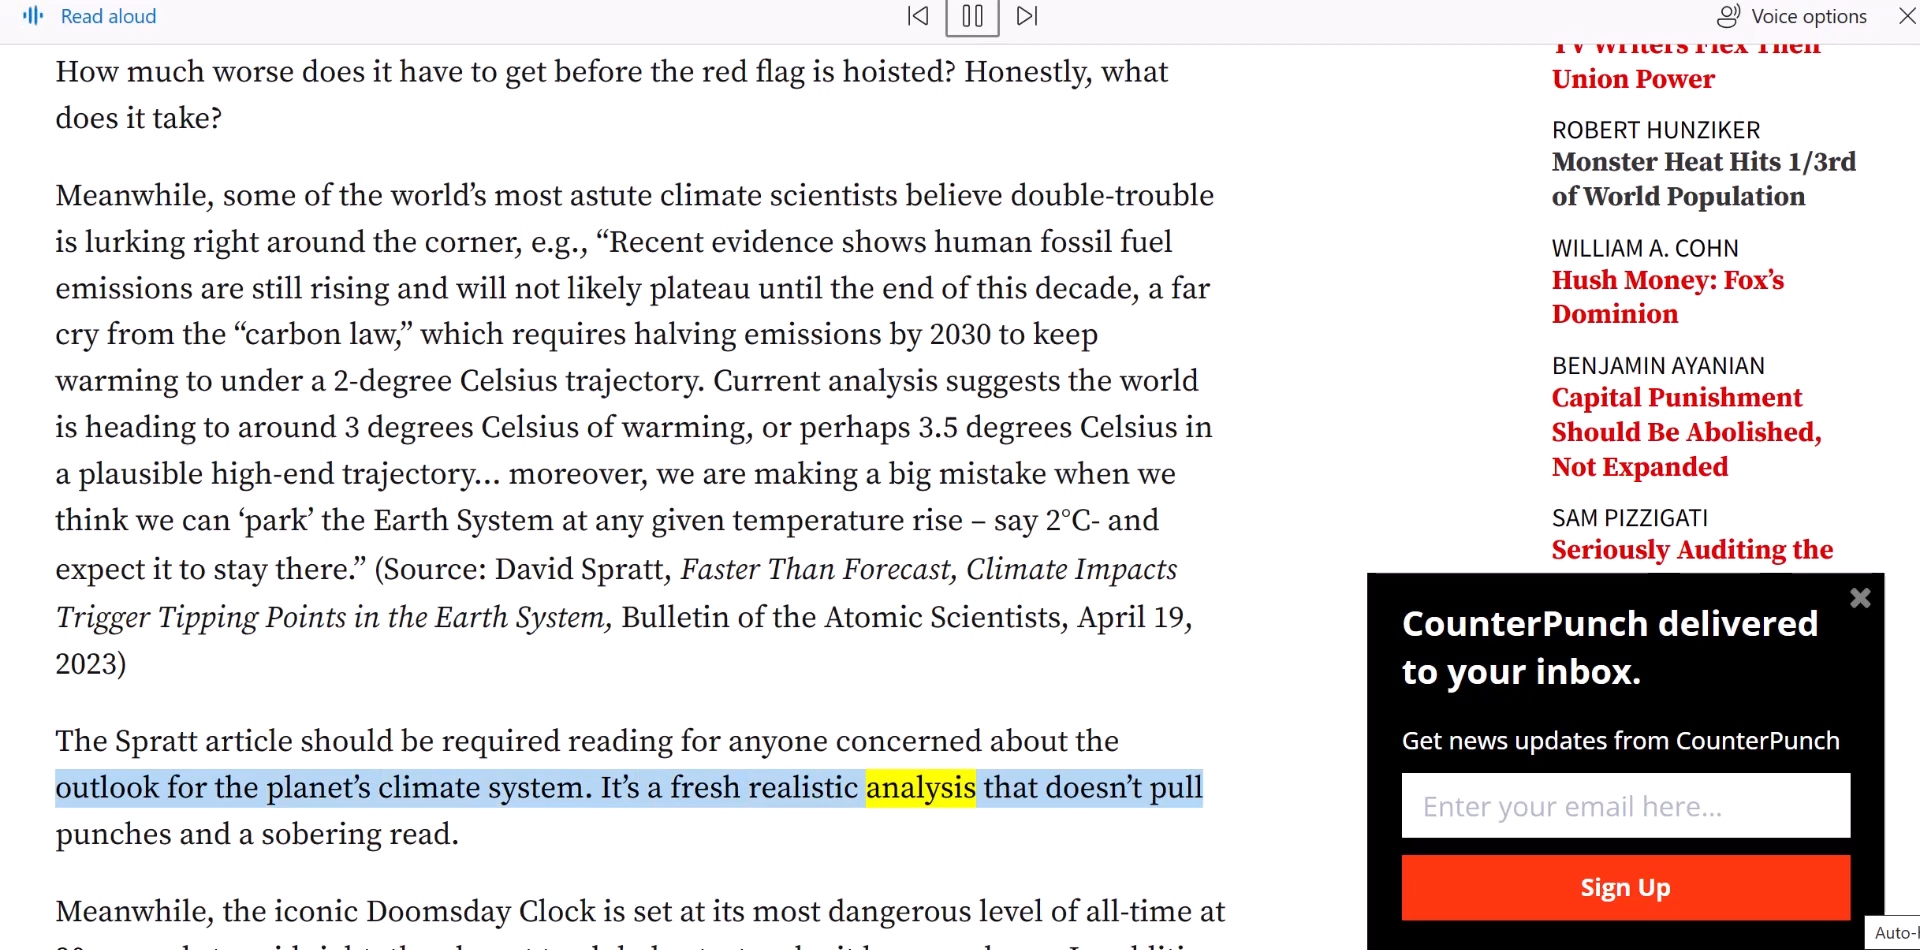 Read aloud
Voice options
How much worse does it have to get before the red flag is hoisted? Honestly, what
does it take?
Meanwhile, some of the world’s most astute climate scientists believe double-trouble
is lurking right around the corner, e.g., “Recent evidence shows human fossil fuel
emissions are still rising and will not likely plateau until the end of this decade, a far
cry from the “carbon law,” which requires halving emissions by 2030 to keep
warming to under a 2-degree Celsius trajectory. Current analysis suggests the world
is heading to around 3 degrees Celsius of warming, or perhaps 3.5 degrees Celsius in
a plausible high-end trajectory… moreover, we are making a big mistake when we
think we can ‘park’ the Earth System at any given temperature rise – say 2°C- and
expect it to stay there.” (Source: David Spratt, Faster Than Forecast, Climate Impacts
Trigger Tipping Points in the Earth System, Bulletin of the Atomic Scientists, April 19,
2023)
The Spratt article should be required reading for anyone concerned about the
outlook for the planet’s climate system. It’s a fresh realistic analysis that doesn’t pull
punches and a sobering read.
Meanwhile, the iconic Doomsday Clock is set at its most dangerous level of all-time at
TV Writers Flex Their
Union Power
ROBERT HUNZIKER
Monster Heat Hits 1/3rd
of World Population
WILLIAM A. COHN
Hush Money: Fox’s
Dominion
BENJAMIN AYANIAN
Capital Punishment
Should Be Abolished,
Not Expanded
SAM PIZZIGATI
Seriously Auditing the
CounterPunch delivered
to your inbox.
Get news updates from CounterPunch
Enter your email here...
Sign Up